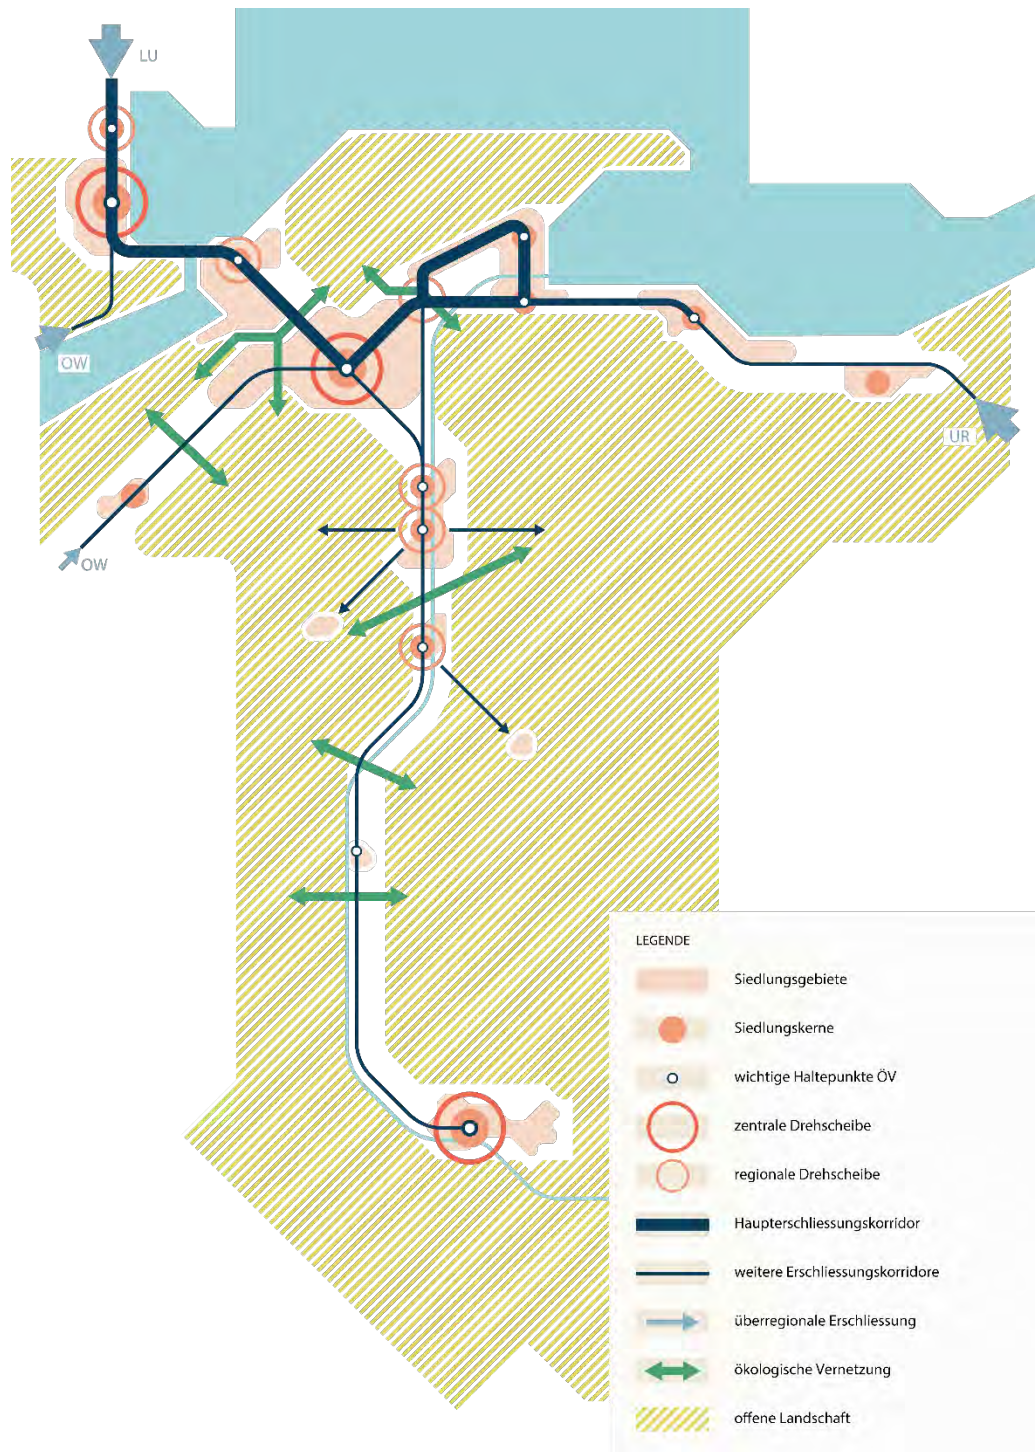 LU
OW
UR
OW
LEGENDE
Siedlungsgebiete
Siedlungskerne
wichtige Haltepunkte ÖV
zentrale Drehscheibe
regionale Drehscheibe
Haupterschliessungskorridor
weitere Erschliessungskorridore
überregionale Erschliessung
ökologische Vernetzung
offene Landschaft